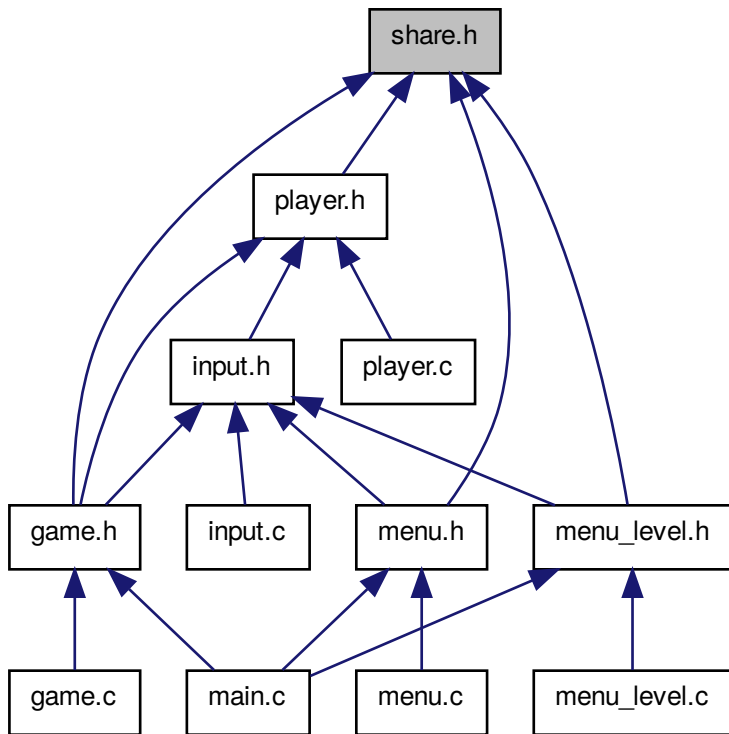 share.h
player.h
input.h
player.c
game.h
input.c
menu.h
menu_level.h
game.c
main.c
menu.c
menu_level.c